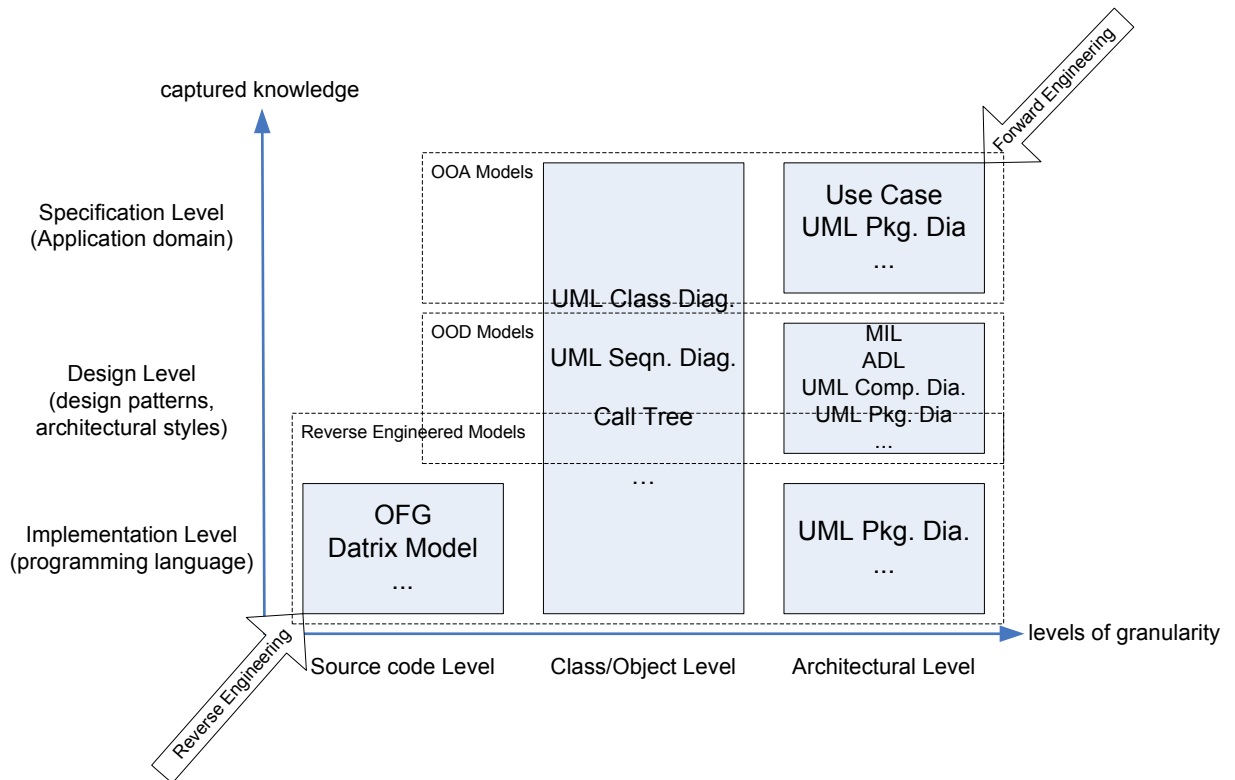 Forward Engineering
captured knowledge
OOA Models
Specification Level
(Application domain)
Use Case
UML Pkg. Dia
...
UML Class Diag.
OOD Models
UML Seqn. Diag.
Call Tree
...
MIL
ADL
UML Comp. Dia.
UML Pkg. Dia
...
Design Level
(design patterns,
architectural styles)
Reverse Engineered Models
Implementation Level
(programming language)
OFG
Datrix Model
...
UML Pkg. Dia.
...
levels of granularity
Reverse Engineering
Source code Level
Class/Object Level
Architectural Level